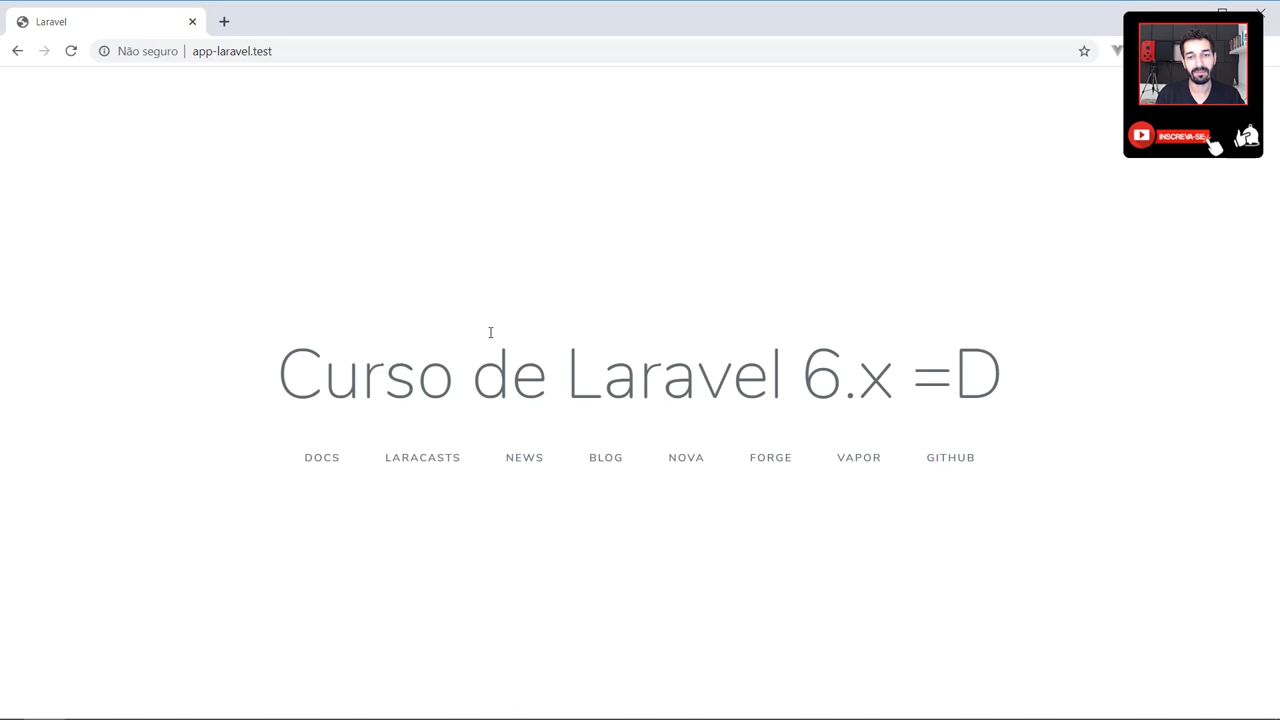 Laravel
Não seguro | app-laravel.test
INSCREVA-SE
Curso de Laravel 6.x =D
DOCS LARACASTS NEWS BLOG NOVA FORGE VAPOR GITHUB